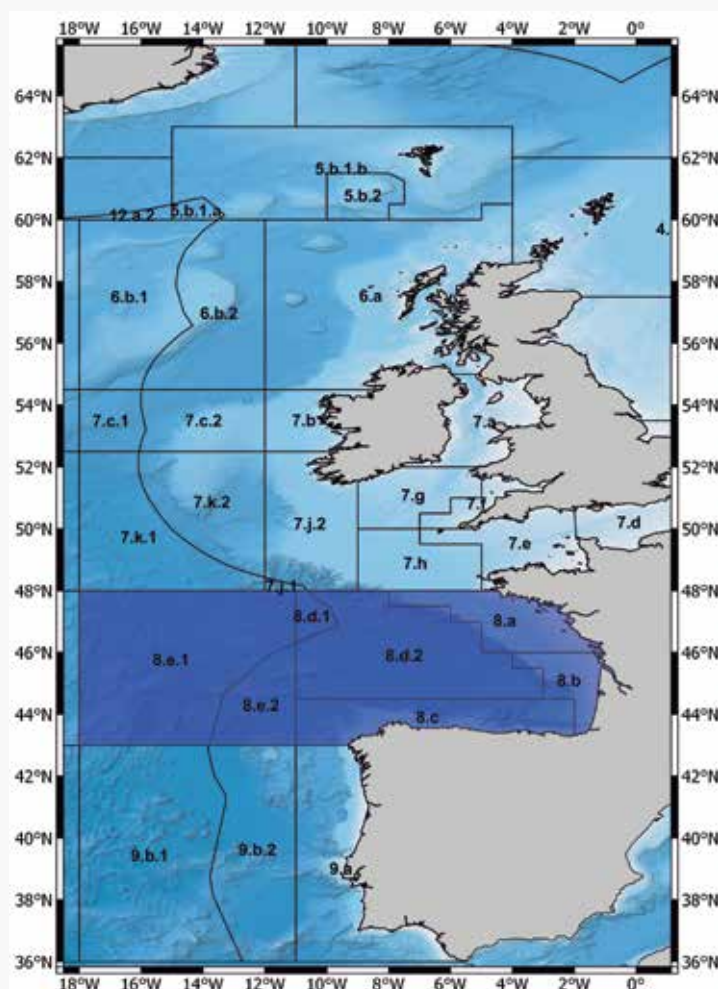 18°W 16°W 14°W 12°W 10°W 8°W 6°W 4°W 2°W 0°
64°N 64°N
62°N 62°N
5.b.1.b
5.b.2
12.a.2 5.b.1.a
60°N 60°N
4.
58°N 58°N
6.b.1 6.b.2 6.a
56°N 56°N
54°N 54°N
7.c.1 7.c.2 7.b 7.a
52°N 52°N
7.k.2 7.g 7.f
50°N 50°N
7.k.1 7.j.2 7.h 7.e 7.d
48°N 48°N
7.j.1
8.d.1 8.a
46°N 46°N
8.e.1 8.d.2 8.b
44°N 44°N
8.e.2 8.c
42°N 42°N
40°N 40°N
9.b.1 9.b.2 9.a
38°N 38°N
36°N 36°N
18°W 16°W 14°W 12°W 10°W 8°W 6°W 4°W 2°W 0°